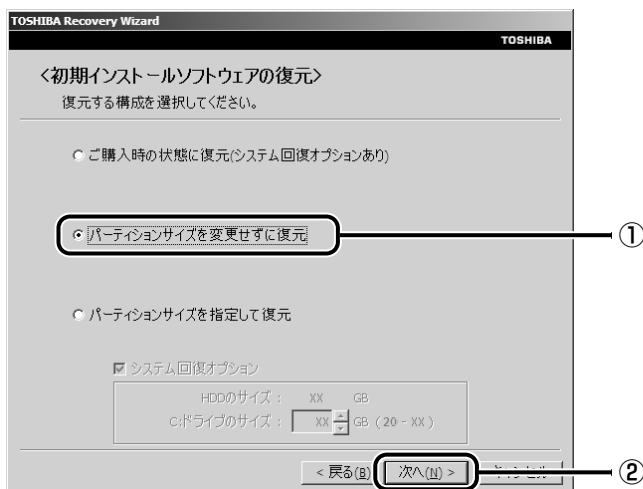 TOSHIBA Recovery Wizard
TOSHIBA
<初期インストールソフトウェアの復元>
復元する構成を選択してください。
ご購入時の状態に復元(システム回復オプションあり)
パーティションサイズを変更せずに復元
①
パーティションサイズを指定して復元
システム回復オプション
HDDのサイズ： XX GB
C:ドライブのサイズ： XX GB (20 - XX)
< 戻る(B) 次へ(N) > キャンセル
②